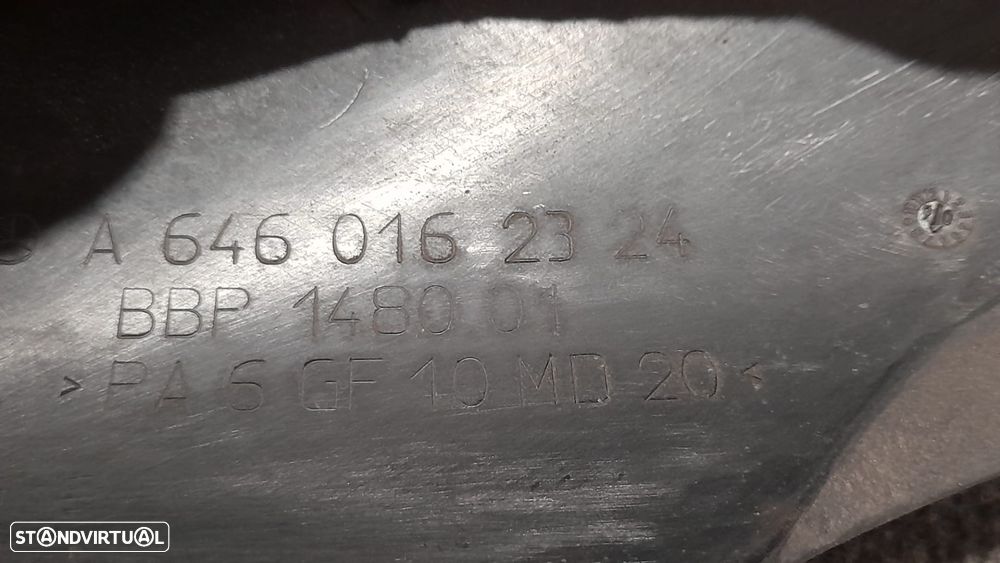 A 646 016 23 24
BBP 1480 01
>PA 6 GF 10 MD 20<
STANDVIRTUAL